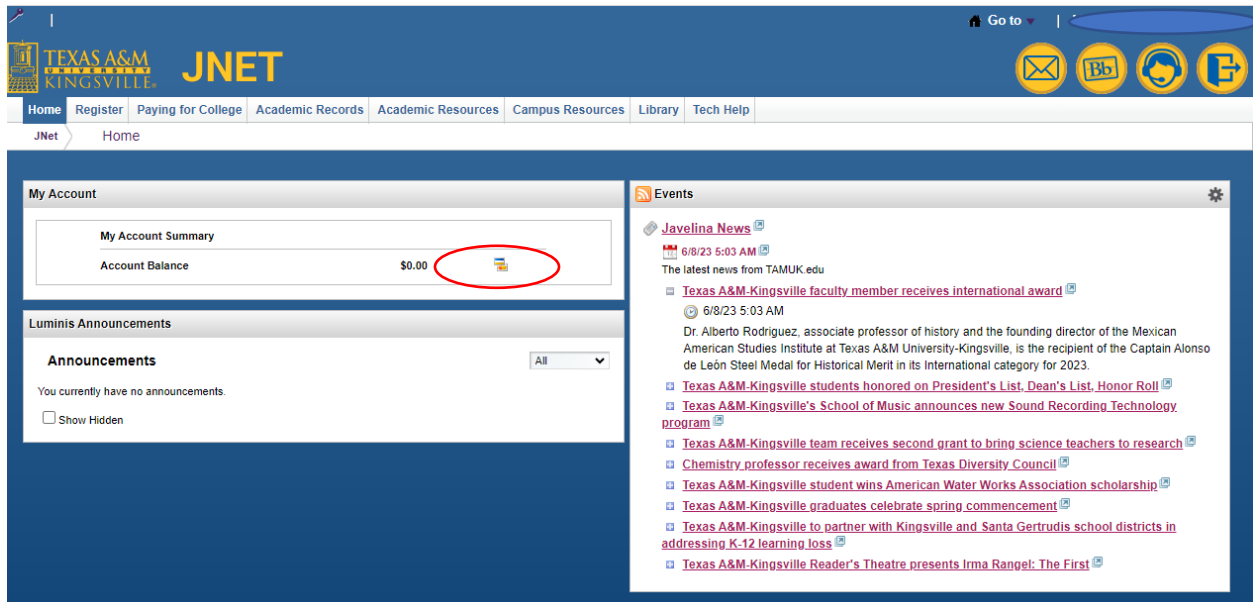 Go to
TEXAS A&M
UNIVERSITY
KINGSVILLE®
JNET
Bb
Home Register Paying for College Academic Records Academic Resources Campus Resources Library Tech Help
JNet Home
My Account
My Account Summary
Account Balance $0.00
Luminis Announcements
Announcements All
You currently have no announcements.
Show Hidden
Events
Javelina News
6/8/23 5:03 AM
The latest news from TAMUK.edu
Texas A&M-Kingsville faculty member receives international award
6/8/23 5:03 AM
Dr. Alberto Rodriguez, associate professor of history and the founding director of the Mexican
American Studies Institute at Texas A&M University-Kingsville, is the recipient of the Captain Alonso
de León Steel Medal for Historical Merit in its International category for 2023.
Texas A&M-Kingsville students honored on President's List, Dean's List, Honor Roll
Texas A&M-Kingsville's School of Music announces new Sound Recording Technology
program
Texas A&M-Kingsville team receives second grant to bring science teachers to research
Chemistry professor receives award from Texas Diversity Council
Texas A&M-Kingsville student wins American Water Works Association scholarship
Texas A&M-Kingsville graduates celebrate spring commencement
Texas A&M-Kingsville to partner with Kingsville and Santa Gertrudis school districts in
addressing K-12 learning loss
Texas A&M-Kingsville Reader's Theatre presents Irma Rangel: The First